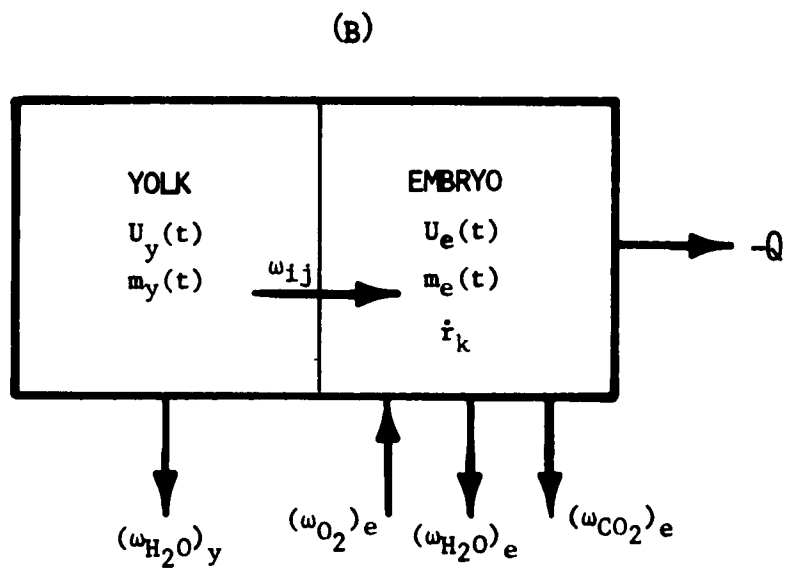 (B)
YOLK
U_y(t)
m_y(t)
ω_ij
EMBRYO
U_e(t)
m_e(t)
ṙ_k
-Q
(ω_H₂O)_y
(ω_O₂)_e
(ω_H₂O)_e
(ω_CO₂)_e